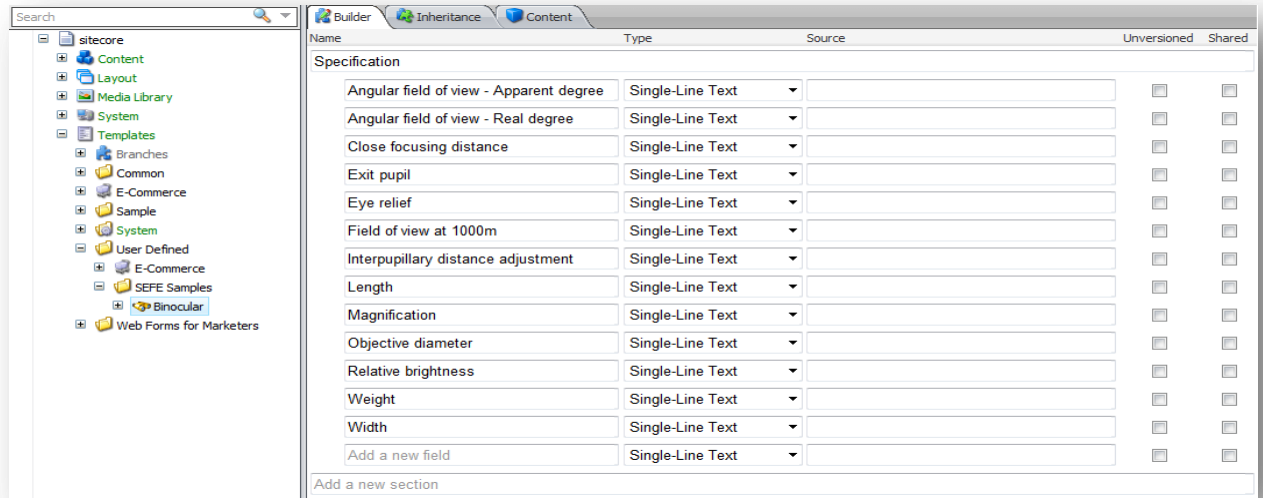 Search
sitecore
Content
Layout
Media Library
System
Templates
Branches
Common
E-Commerce
Sample
System
User Defined
E-Commerce
SEFE Samples
Binocular
Web Forms for Marketers
Builder Inheritance Content
Name Type Source Unversioned Shared
Specification
Angular field of view - Apparent degree Single-Line Text
Angular field of view - Real degree Single-Line Text
Close focusing distance Single-Line Text
Exit pupil Single-Line Text
Eye relief Single-Line Text
Field of view at 1000m Single-Line Text
Interpupillary distance adjustment Single-Line Text
Length Single-Line Text
Magnification Single-Line Text
Objective diameter Single-Line Text
Relative brightness Single-Line Text
Weight Single-Line Text
Width Single-Line Text
Add a new field Single-Line Text
Add a new section